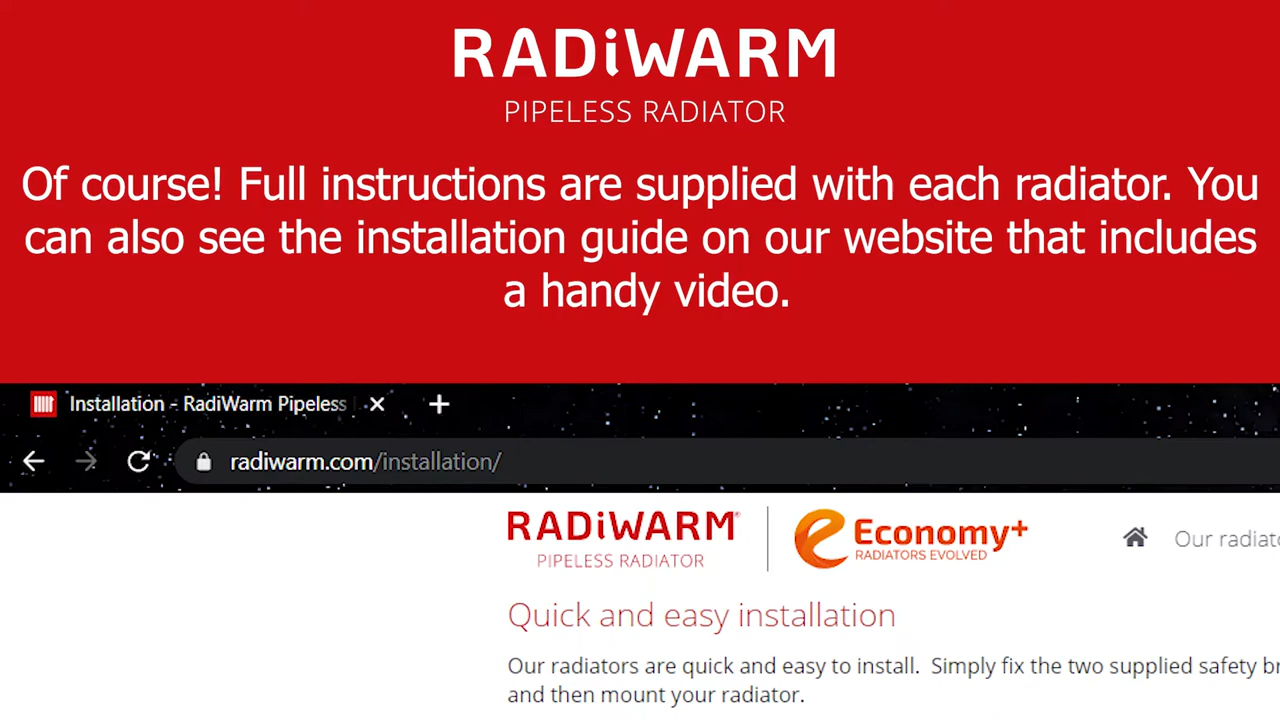 RADiWARM
PIPELESS RADIATOR
Of course! Full instructions are supplied with each radiator. You
can also see the installation guide on our website that includes
a handy video.
Installation - RadiWarm Pipeless
radiwarm.com/installation/
RADiWARM®
PIPELESS RADIATOR
Economy+
RADIATORS EVOLVED
Our radiato
Quick and easy installation
Our radiators are quick and easy to install. Simply fix the two supplied safety br
and then mount your radiator.